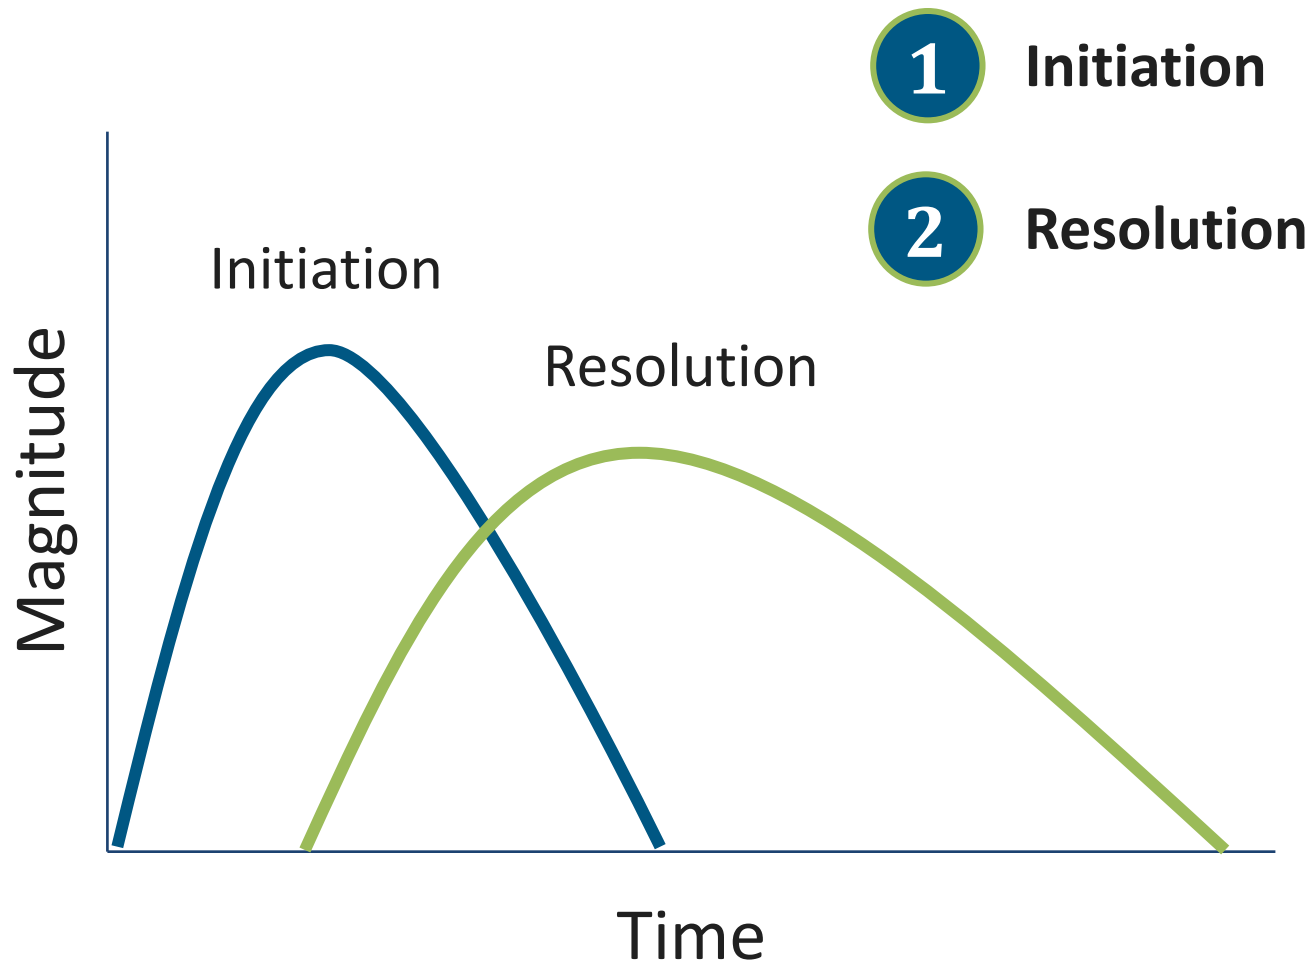 1 Initiation
2 Resolution
Initiation
Resolution
Magnitude
Time